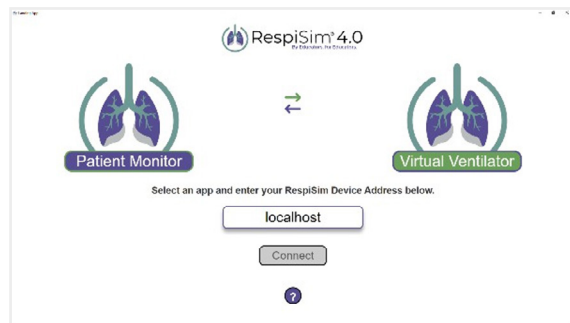 RespiSim® 4.0
By Educators, For Educators.
Patient Monitor
Virtual Ventilator
Select an app and enter your RespiSim Device Address below.
localhost
Connect
?